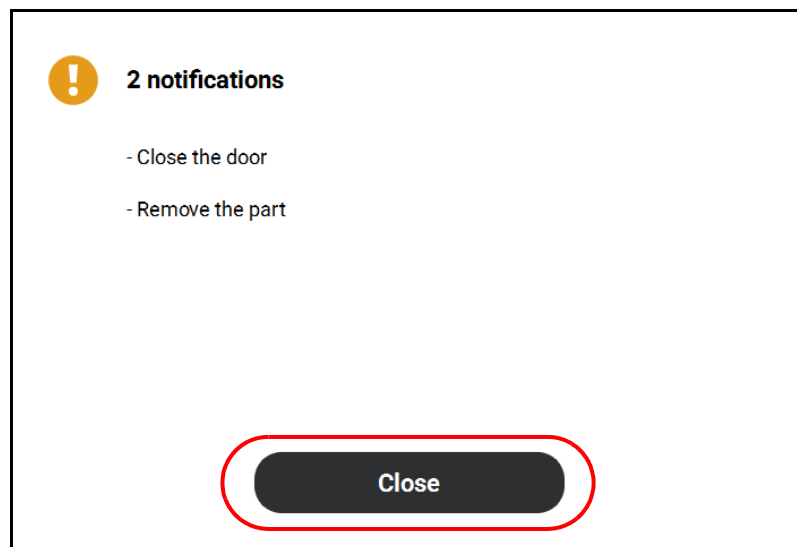 2 notifications
- Close the door
- Remove the part
Close